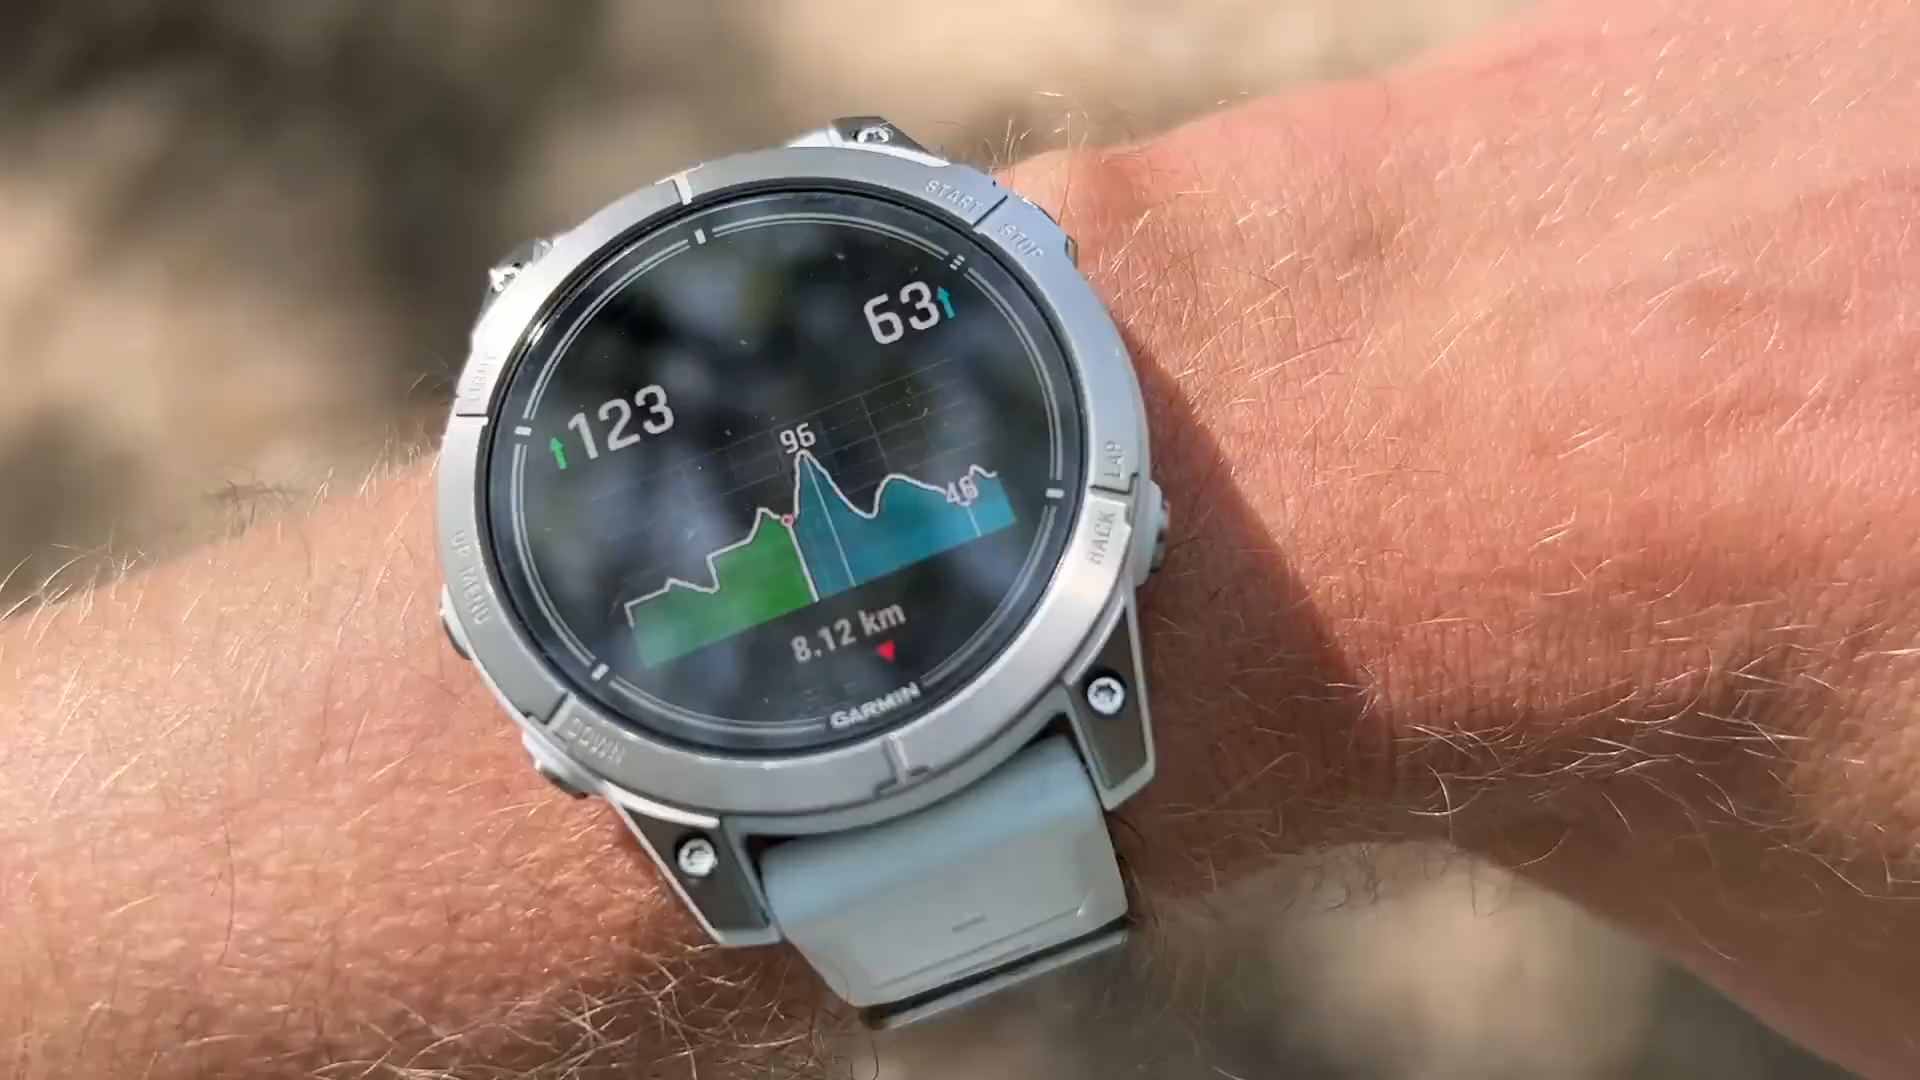 START
STOP
LIGHT
63
123
96
46
LAP
BACK
UP·MENU
8.12 km
GARMIN
DOWN